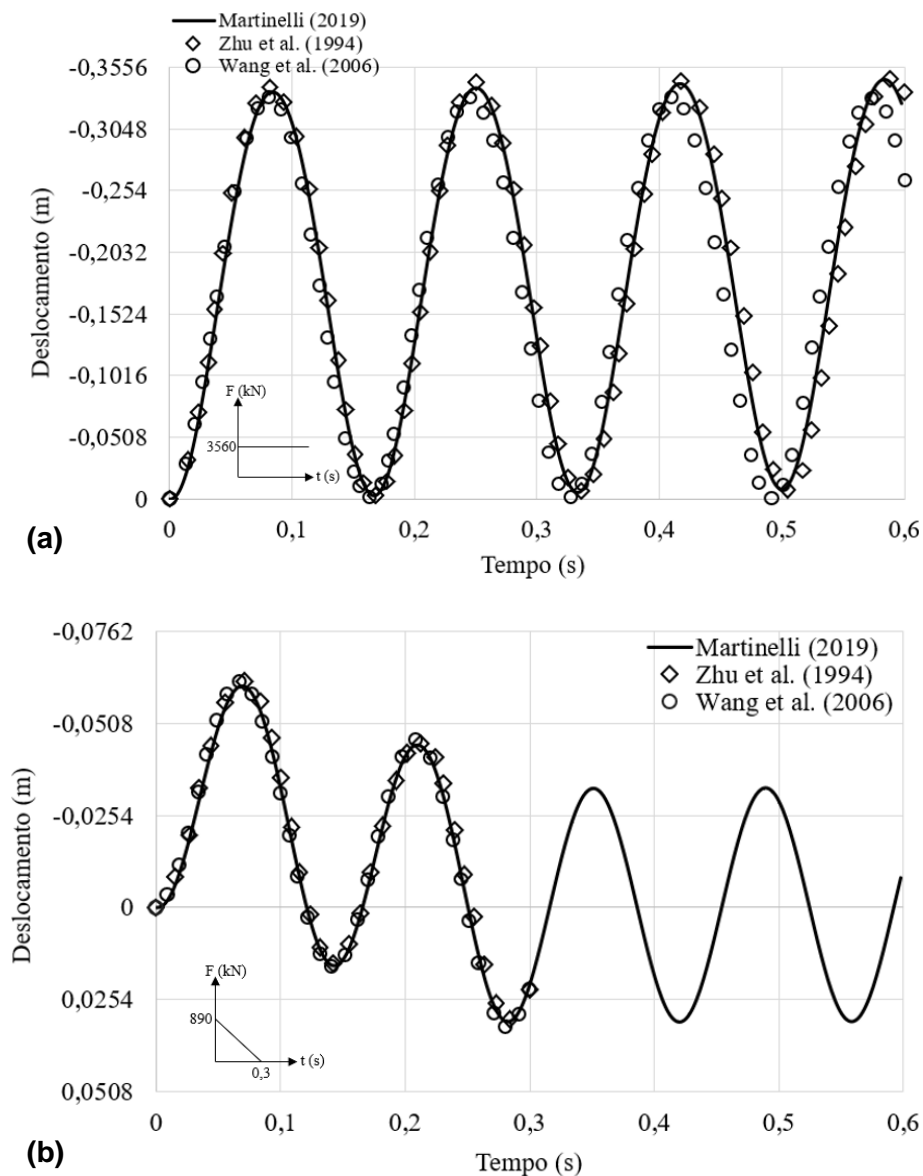 Martinelli (2019)
Zhu et al. (1994)
Wang et al. (2006)
-0,3556
-0,3048
-0,254
-0,2032
-0,1524
-0,1016
-0,0508
0
Deslocamento (m)
F (kN)
3560
t (s)
0
0,1
0,2
0,3
0,4
0,5
0,6
(a)
Tempo (s)
-0,0762
-0,0508
-0,0254
0
0,0254
0,0508
Deslocamento (m)
Martinelli (2019)
Zhu et al. (1994)
Wang et al. (2006)
F (kN)
890
t (s)
0,3
0
0,1
0,2
0,3
0,4
0,5
0,6
(b)
Tempo (s)